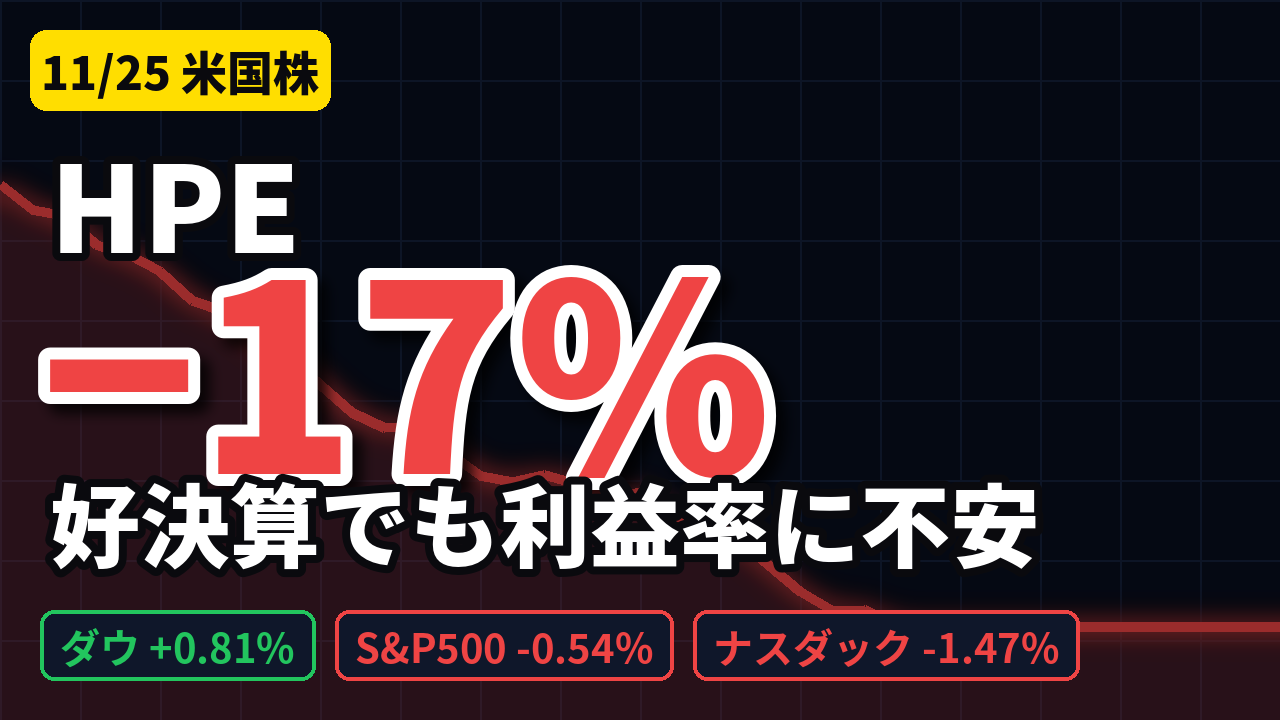 11/25 米国株
HPE
−17%
好決算でも利益率に不安
ダウ +0.81%
S&P500 -0.54%
ナスダック -1.47%